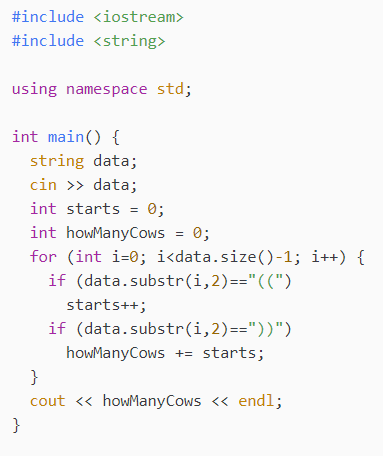 #include <iostream>
#include <string>

using namespace std;

int main() {
  string data;
  cin >> data;
  int starts = 0;
  int howManyCows = 0;
  for (int i=0; i<data.size()-1; i++) {
    if (data.substr(i,2)=="((")
      starts++;
    if (data.substr(i,2)=="))")
      howManyCows += starts;
  }
  cout << howManyCows << endl;
}